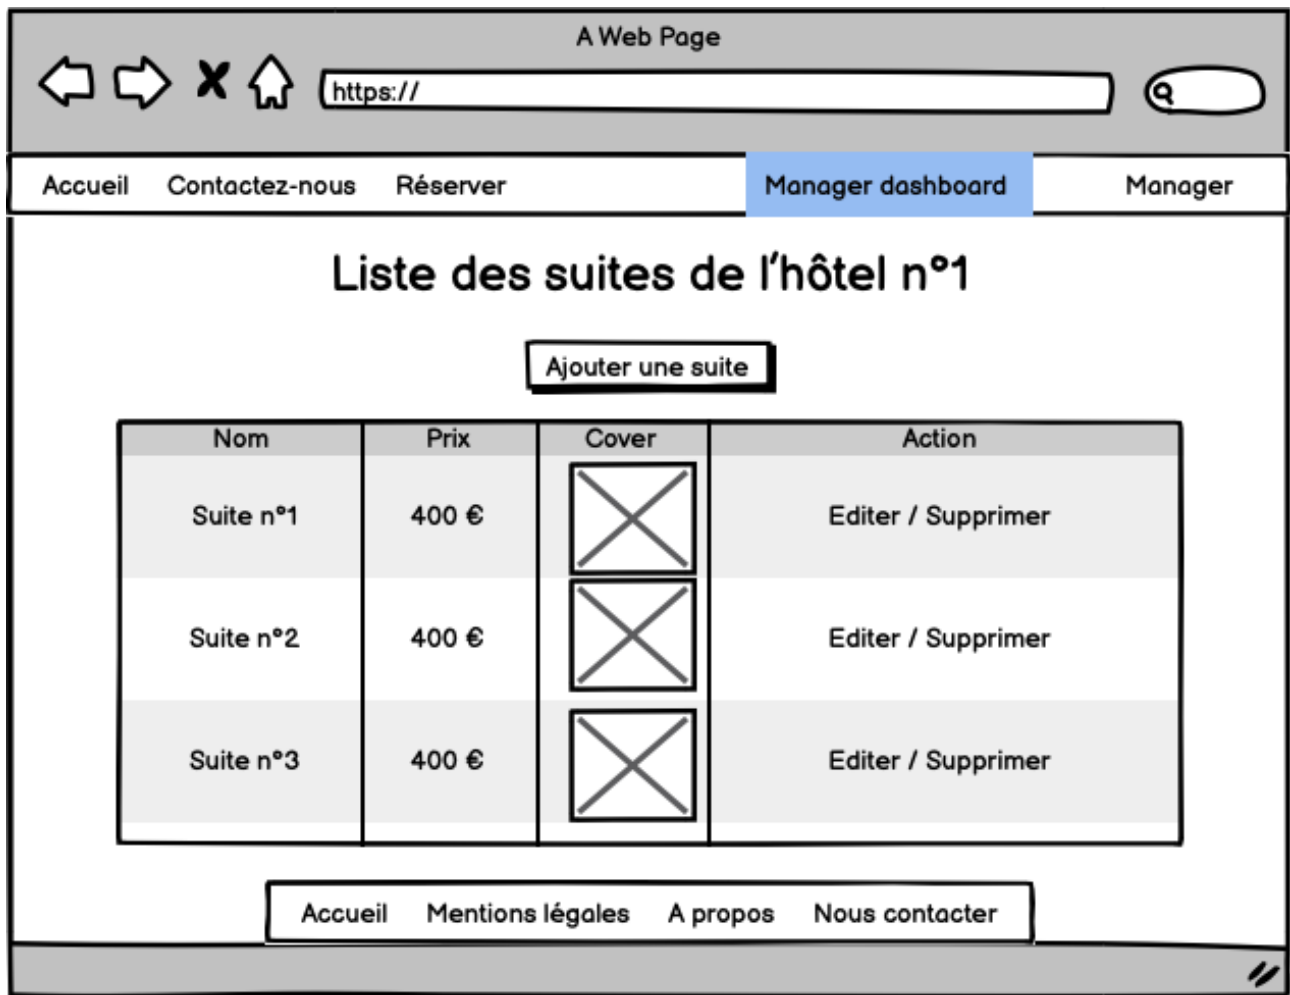 A Web Page
https://
Accueil Contactez-nous Réserver Manager dashboard Manager
Liste des suites de l'hôtel n°1
Ajouter une suite
Nom Prix Cover Action
Suite n°1 400 € Editer / Supprimer
Suite n°2 400 € Editer / Supprimer
Suite n°3 400 € Editer / Supprimer
Accueil Mentions légales A propos Nous contacter